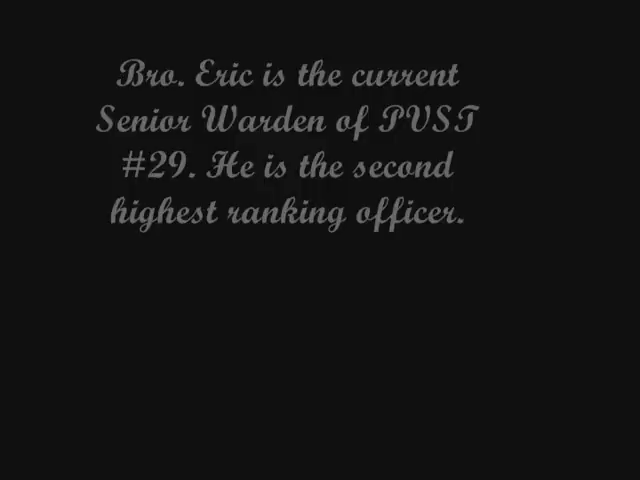 Bro. Eric is the current
Senior Warden of PVST
#29. He is the second
highest ranking officer.